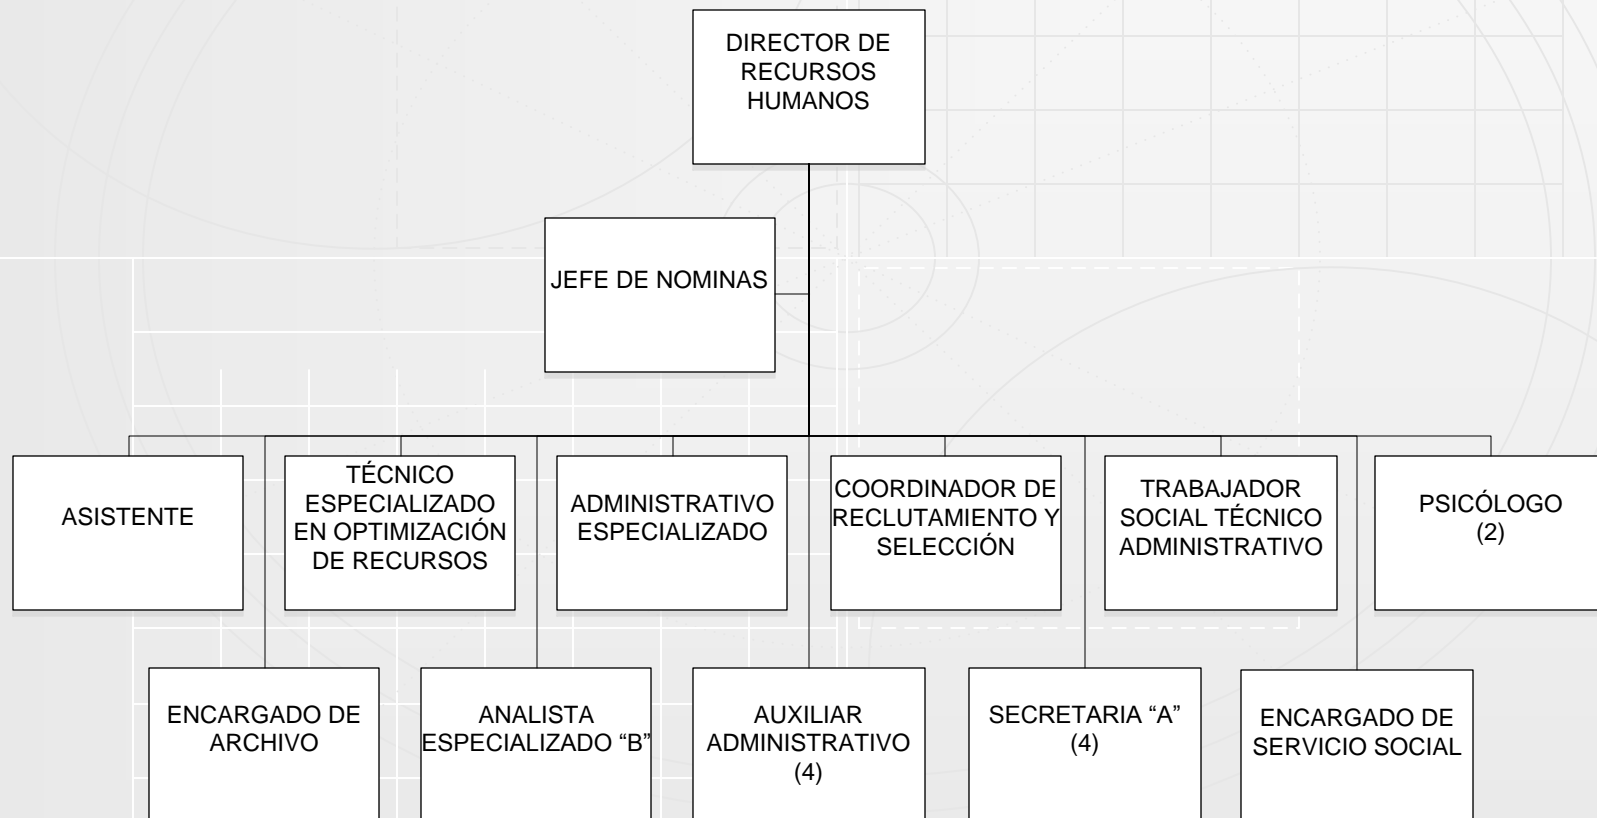 DIRECTOR DE
RECURSOS
HUMANOS
JEFE DE NOMINAS
ASISTENTE
TÉCNICO
ESPECIALIZADO
EN OPTIMIZACIÓN
DE RECURSOS
ADMINISTRATIVO
ESPECIALIZADO
COORDINADOR DE
RECLUTAMIENTO Y
SELECCIÓN
TRABAJADOR
SOCIAL TÉCNICO
ADMINISTRATIVO
PSICÓLOGO
(2)
ENCARGADO DE
ARCHIVO
ANALISTA
ESPECIALIZADO “B”
AUXILIAR
ADMINISTRATIVO
(4)
SECRETARIA “A”
(4)
ENCARGADO DE
SERVICIO SOCIAL